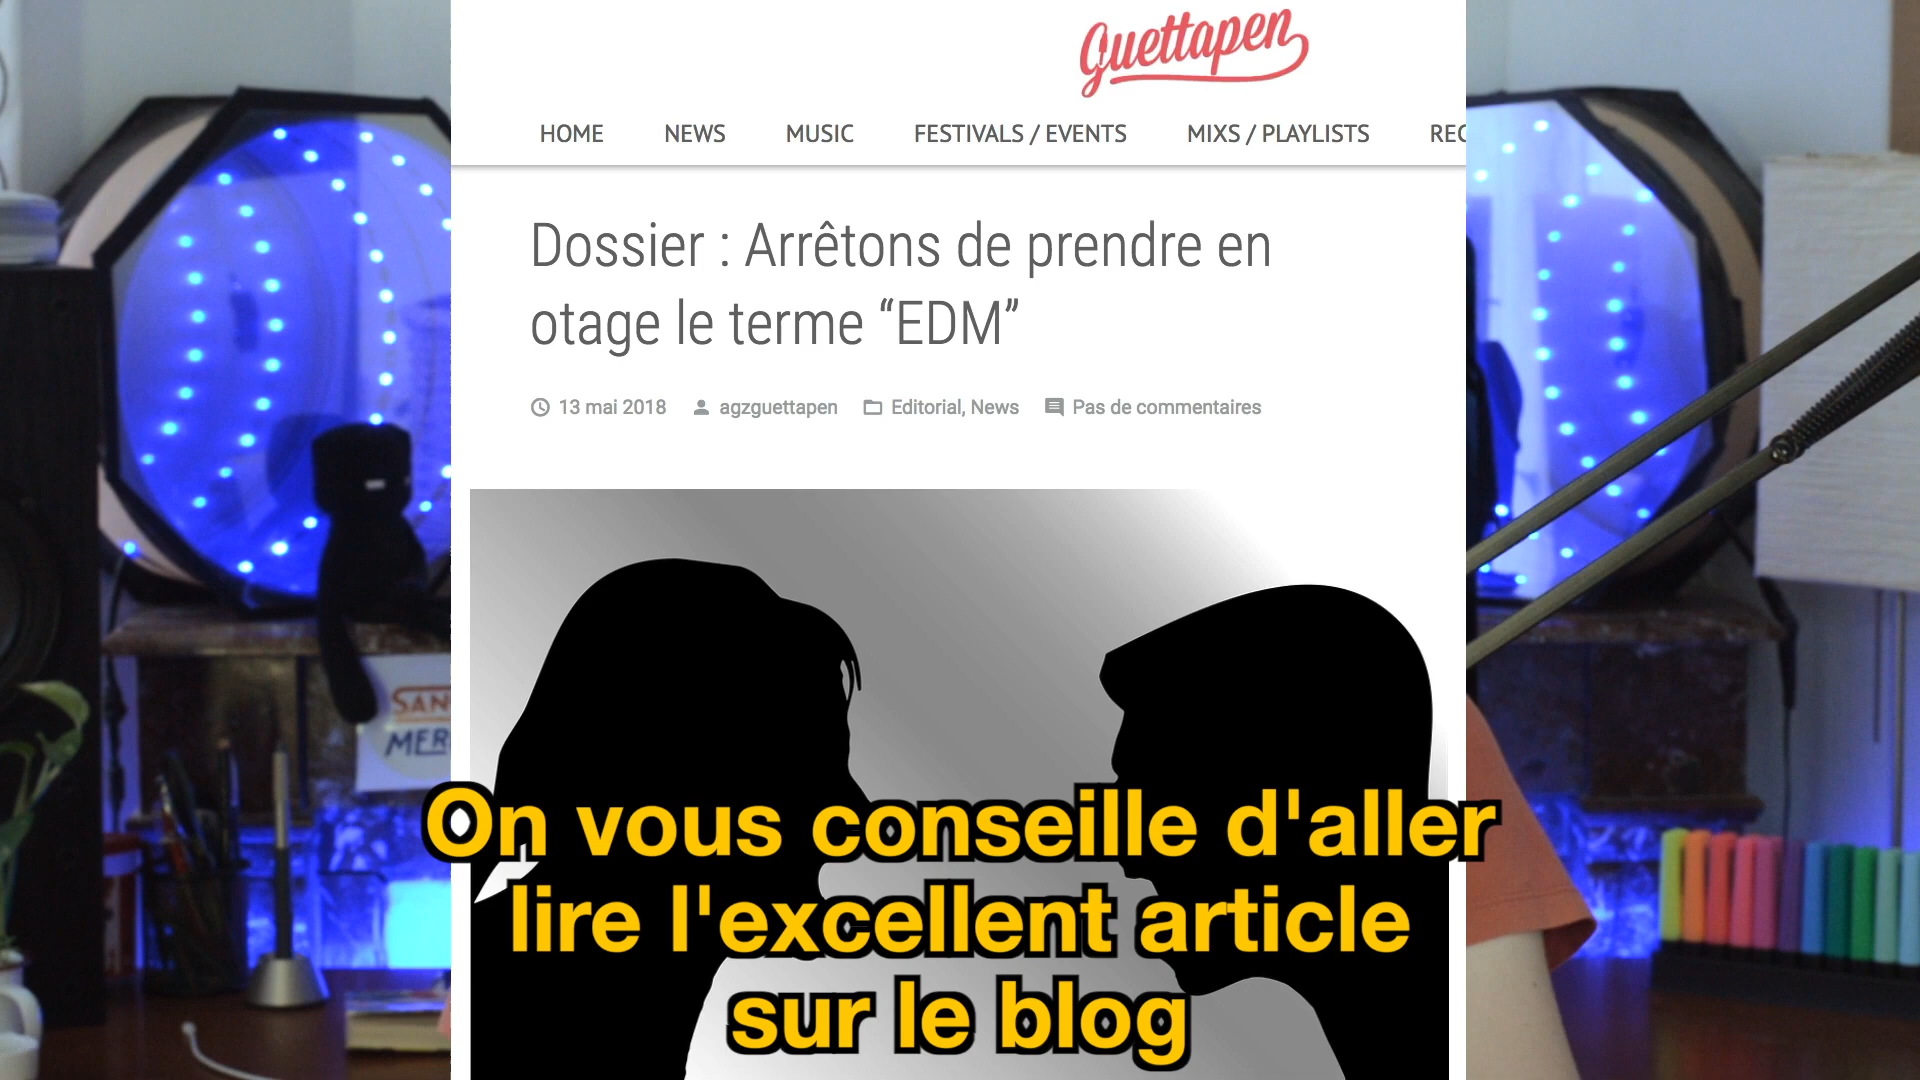 Guettapen
HOME NEWS MUSIC FESTIVALS / EVENTS MIXS / PLAYLISTS
Dossier : Arrêtons de prendre en
otage le terme “EDM”
13 mai 2018 agzguettapen Editorial, News Pas de commentaires
On vous conseille d'aller
lire l'excellent article
sur le blog